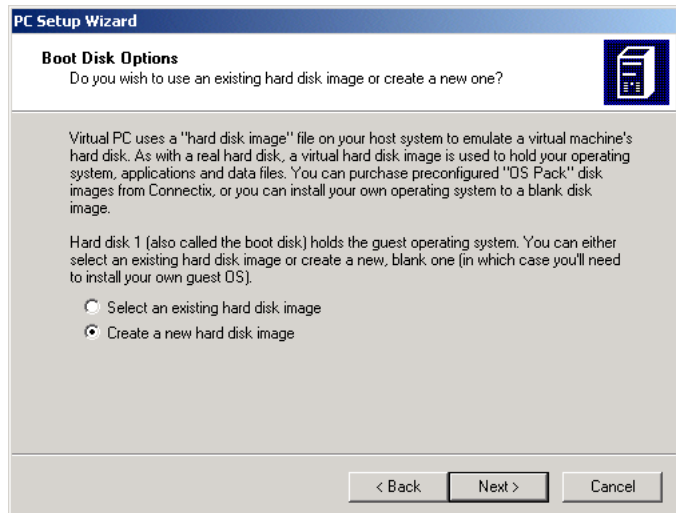 PC Setup Wizard
Boot Disk Options
Do you wish to use an existing hard disk image or create a new one?
Virtual PC uses a "hard disk image" file on your host system to emulate a virtual machine's
hard disk. As with a real hard disk, a virtual hard disk image is used to hold your operating
system, applications and data files. You can purchase preconfigured "OS Pack" disk
images from Connectix, or you can install your own operating system to a blank disk
image.
Hard disk 1 (also called the boot disk) holds the guest operating system. You can either
select an existing hard disk image or create a new, blank one (in which case you'll need
to install your own guest OS).
Select an existing hard disk image
Create a new hard disk image
< Back
Next >
Cancel